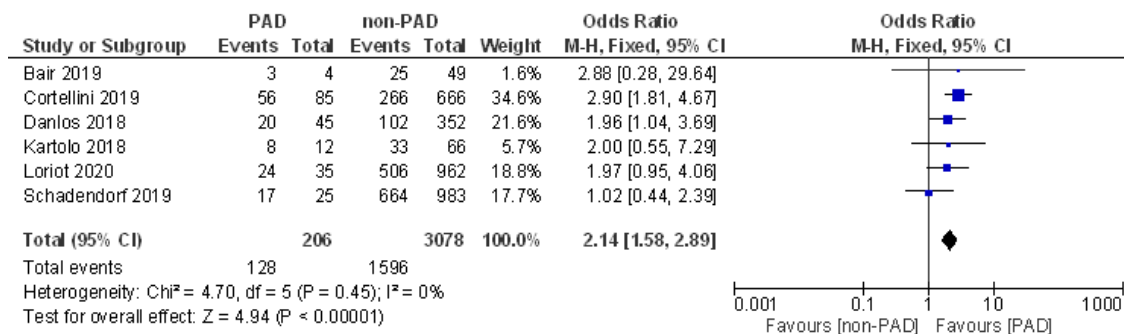 PAD non-PAD Odds Ratio Odds Ratio
Study or Subgroup Events Total Events Total Weight M-H, Fixed, 95% CI M-H, Fixed, 95% CI
Bair 2019 3 4 25 49 1.6% 2.88 [0.28, 29.64]
Cortellini 2019 56 85 266 666 34.6% 2.90 [1.81, 4.67]
Danlos 2018 20 45 102 352 21.6% 1.96 [1.04, 3.69]
Kartolo 2018 8 12 33 66 5.7% 2.00 [0.55, 7.29]
Loriot 2020 24 35 506 962 18.8% 1.97 [0.95, 4.06]
Schadendorf 2019 17 25 664 983 17.7% 1.02 [0.44, 2.39]
Total (95% CI) 206 3078 100.0% 2.14 [1.58, 2.89]
Total events 128 1596
Heterogeneity: Chi² = 4.70, df = 5 (P = 0.45); I² = 0%
Test for overall effect: Z = 4.94 (P < 0.00001)
0.001 0.1 1 10 1000
Favours [non-PAD] Favours [PAD]